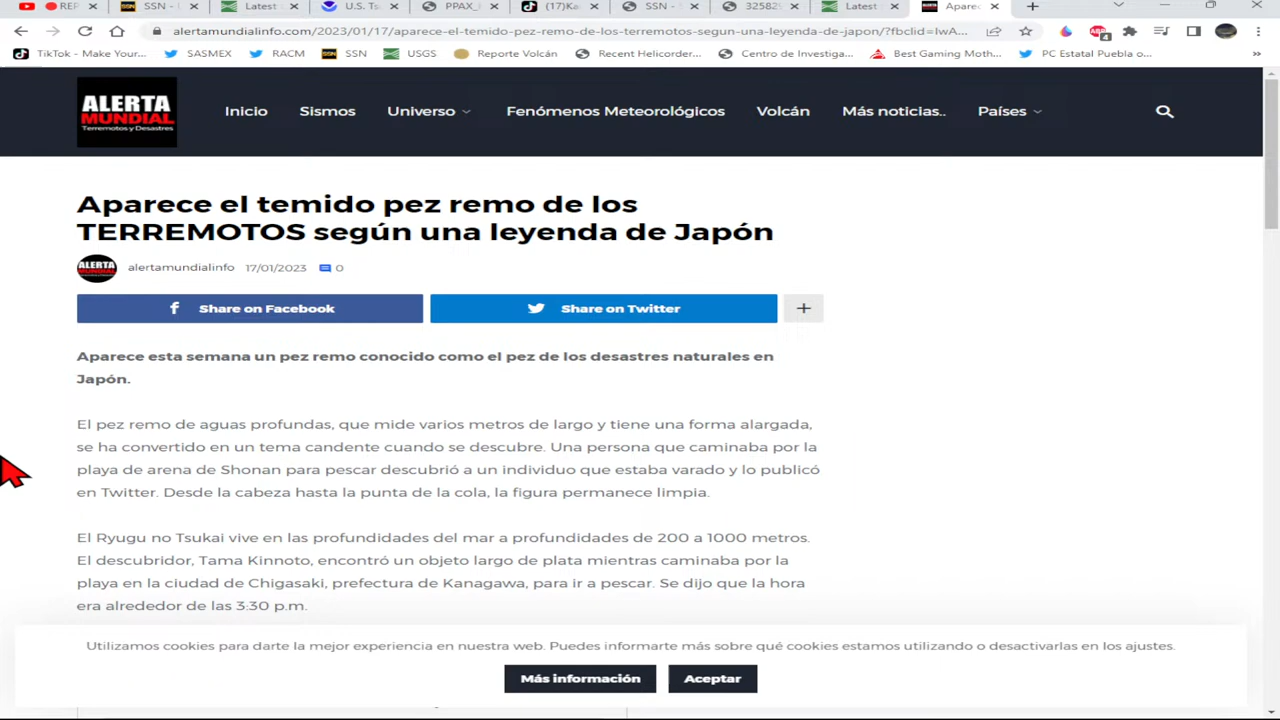 REP
SSN -
Latest
U.S. Ts
PPAX_
(17)Ka
SSN -
32582
Latest
Aparec
alertamundialinfo.com/2023/01/17/aparece-el-temido-pez-remo-de-los-terremotos-segun-una-leyenda-de-japon/?fbclid=IwA...
TikTok - Make Your...
SASMEX
RACM
SSN
USGS
Reporte Volcán
Recent Helicorder...
Centro de Investiga...
Best Gaming Moth...
PC Estatal Puebla o...
»
ALERTA
MUNDIAL
Terremotos y Desastres
Inicio
Sismos
Universo
Fenómenos Meteorológicos
Volcán
Más noticias..
Países
Aparece el temido pez remo de los
TERREMOTOS según una leyenda de Japón
alertamundialinfo 17/01/2023 0
Share on Facebook
Share on Twitter
+
Aparece esta semana un pez remo conocido como el pez de los desastres naturales en
Japón.
El pez remo de aguas profundas, que mide varios metros de largo y tiene una forma alargada,
se ha convertido en un tema candente cuando se descubre. Una persona que caminaba por la
playa de arena de Shonan para pescar descubrió a un individuo que estaba varado y lo publicó
en Twitter. Desde la cabeza hasta la punta de la cola, la figura permanece limpia.
El Ryugu no Tsukai vive en las profundidades del mar a profundidades de 200 a 1000 metros.
El descubridor, Tama Kinnoto, encontró un objeto largo de plata mientras caminaba por la
playa en la ciudad de Chigasaki, prefectura de Kanagawa, para ir a pescar. Se dijo que la hora
era alrededor de las 3:30 p.m.
Utilizamos cookies para darte la mejor experiencia en nuestra web. Puedes informarte más sobre qué cookies estamos utilizando o desactivarlas en los ajustes.
Más información
Aceptar